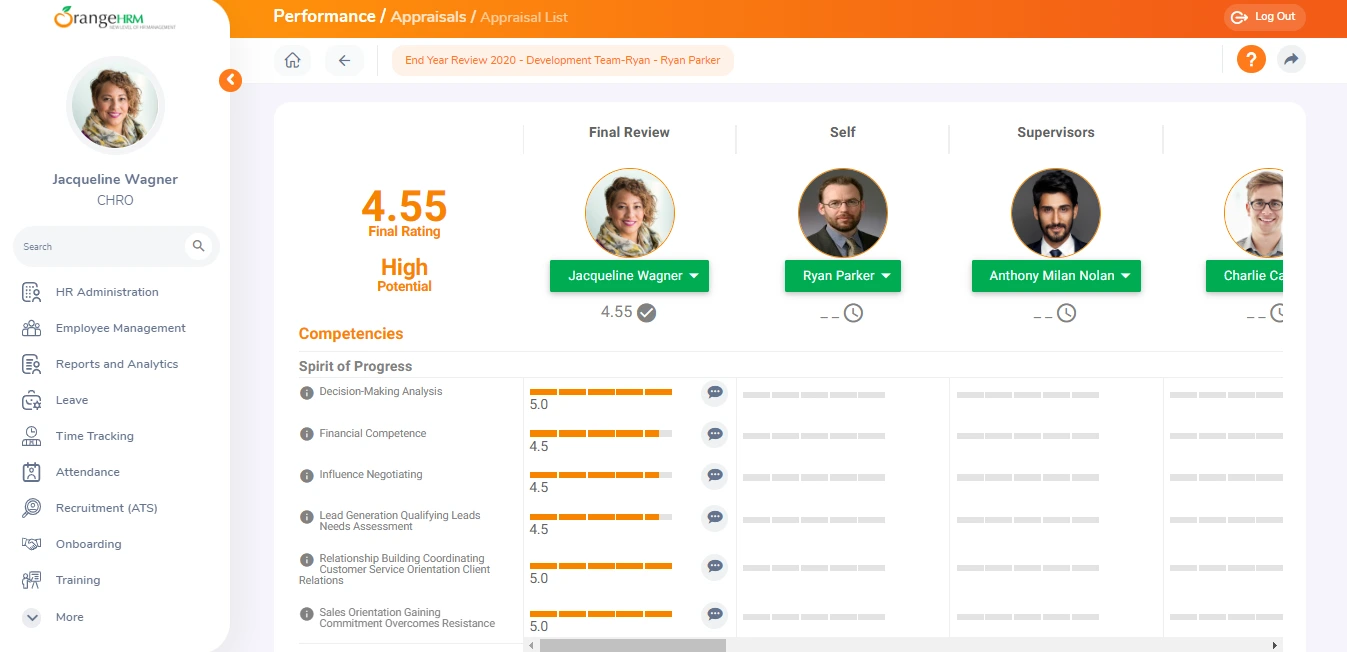 OrangeHRM
NEW LEVEL OF HR MANAGEMENT
Performance / Appraisals / Appraisal List
Log Out
End Year Review 2020 - Development Team-Ryan - Ryan Parker
?
Jacqueline Wagner
CHRO
Search
HR Administration
Employee Management
Reports and Analytics
Leave
Time Tracking
Attendance
Recruitment (ATS)
Onboarding
Training
More
Final Review
Self
Supervisors
4.55
Final Rating
High
Potential
Jacqueline Wagner
Ryan Parker
Anthony Milan Nolan
Charlie Ca
4.55
_ _
_ _
_ _
Competencies
Spirit of Progress
Decision-Making Analysis
5.0
Financial Competence
4.5
Influence Negotiating
4.5
Lead Generation Qualifying Leads
Needs Assessment
4.5
Relationship Building Coordinating
Customer Service Orientation Client
Relations
5.0
Sales Orientation Gaining
Commitment Overcomes Resistance
5.0